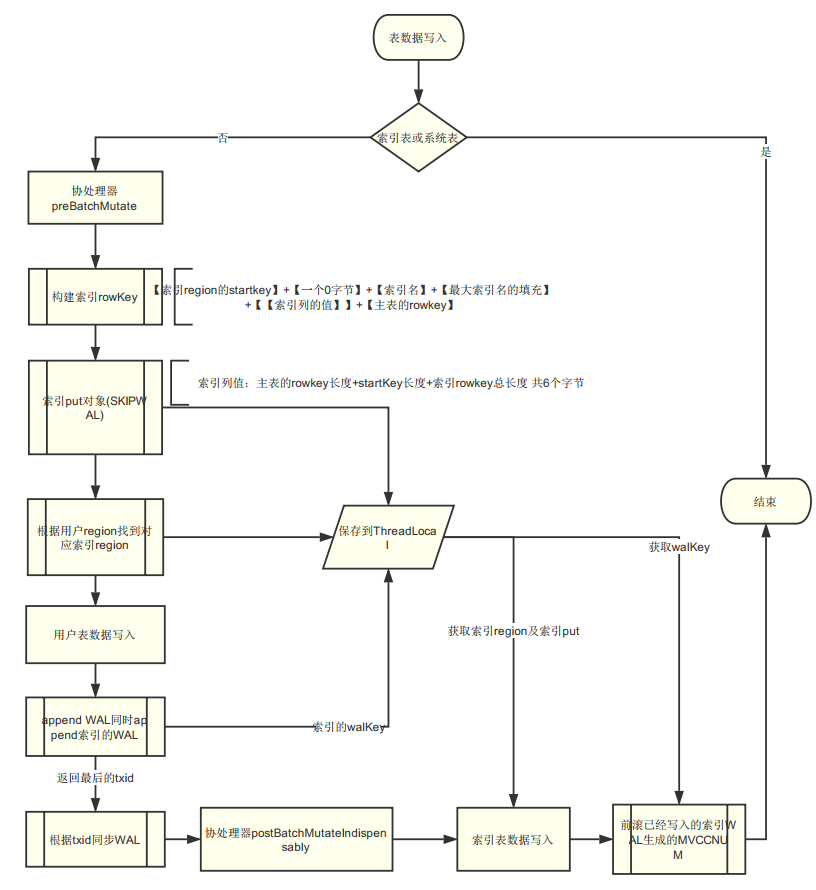 表数据写入
索引表或系统表
否
是
协处理器
preBatchMutate
构建索引rowKey
【索引region的startkey】+【一个0字节】+【索引名】+【最大索引名的填充】
+【【索引列的值】】+【主表的rowkey】
索引put对象(SKIPW
AL)
索引列值：主表的rowkey长度+startKey长度+索引rowkey总长度 共6个字节
根据用户region找到对
应索引region
保存到ThreadLoca
l
结束
获取walKey
用户表数据写入
获取索引region及索引put
append WAL同时ap
pend索引的WAL
索引的walKey
返回最后的txid
根据txid同步WAL
协处理器postBatchMutateIndispen
sably
索引表数据写入
前滚已经写入的索引W
AL生成的MVCCNU
M